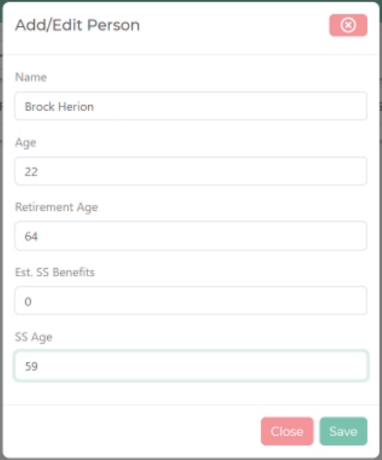 Add/Edit Person
Name
Brock Herion
Age
22
Retirement Age
64
Est. SS Benefits
0
SS Age
59
Close
Save